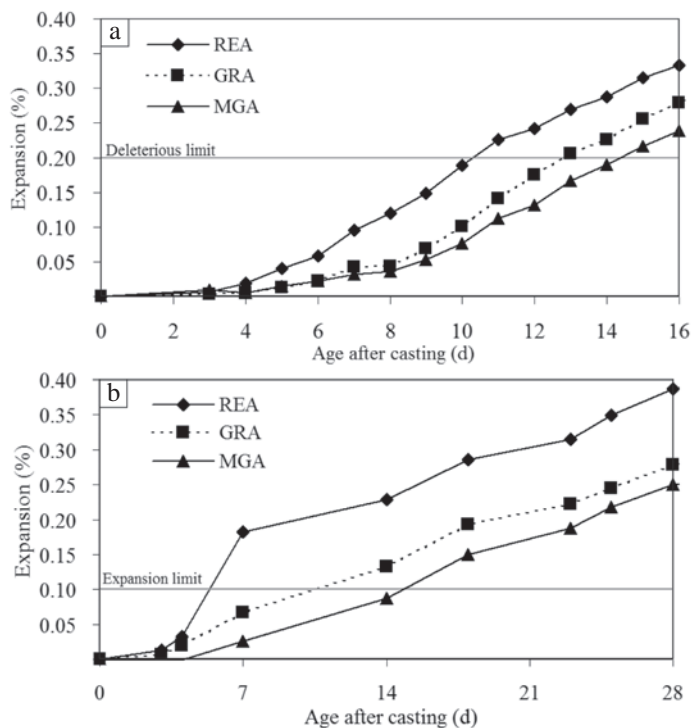 a
REA
GRA
MGA
Deleterious limit
Expansion (%)
0.40
0.35
0.30
0.25
0.20
0.15
0.10
0.05
0 2 4 6 8 10 12 14 16
Age after casting (d)
b
REA
GRA
MGA
Expansion limit
Expansion (%)
0.40
0.35
0.30
0.25
0.20
0.15
0.10
0.05
0 7 14 21 28
Age after casting (d)